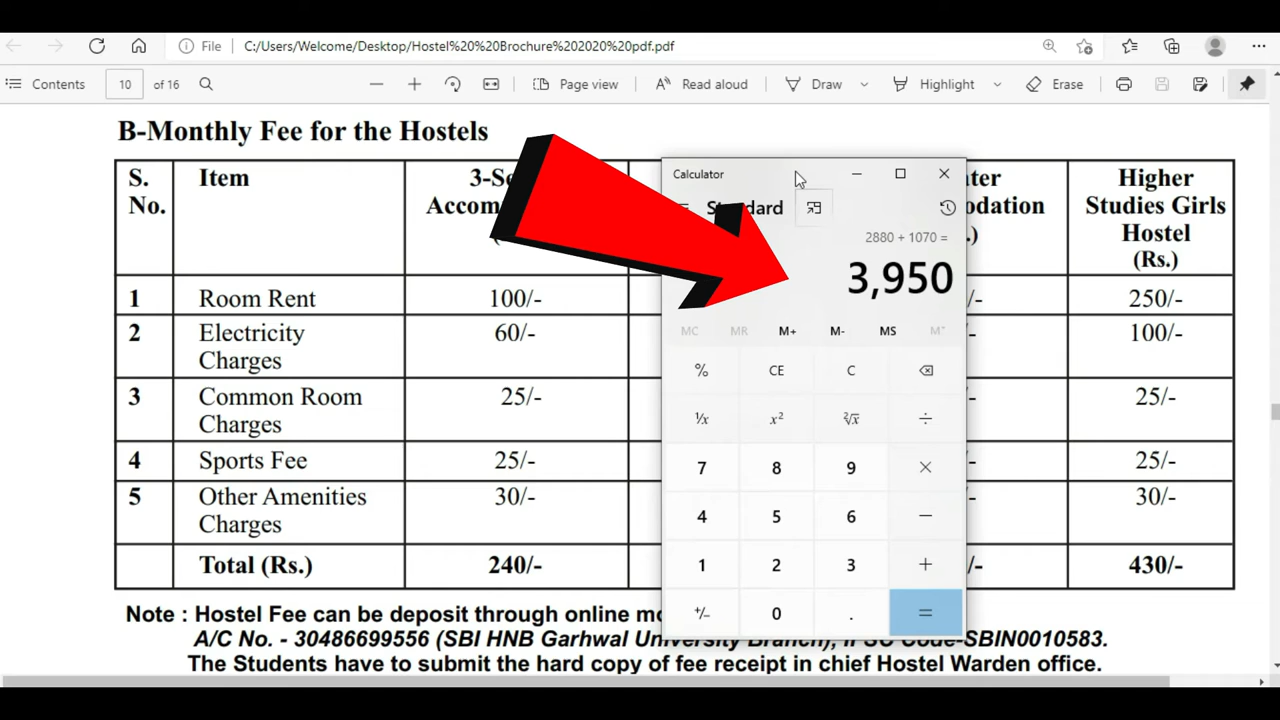 File C:/Users/Welcome/Desktop/Hostel%20%20Brochure%202020%20pdf.pdf
Contents 10 of 16 Page view Read aloud Draw Highlight Erase
B-Monthly Fee for the Hostels
S. No. Item 3-Se Accom Higher Studies Girls Hostel (Rs.)
1 Room Rent 100/- 250/-
2 Electricity Charges 60/- 100/-
3 Common Room Charges 25/- 25/-
4 Sports Fee 25/- 25/-
5 Other Amenities Charges 30/- 30/-
Total (Rs.) 240/- 430/-
Note : Hostel Fee can be deposit through online
A/C No. - 30486699556 (SBI HNB Garhwal University Branch), Code-SBIN0010583.
The Students have to submit the hard copy of fee receipt in chief Hostel Warden office.
Calculator
2880 + 1070 =
3,950
MC MR M+ M- MS
% CE C
¹/x x² ²√x ÷
7 8 9 ×
4 5 6 −
1 2 3 +
+/− 0 . =